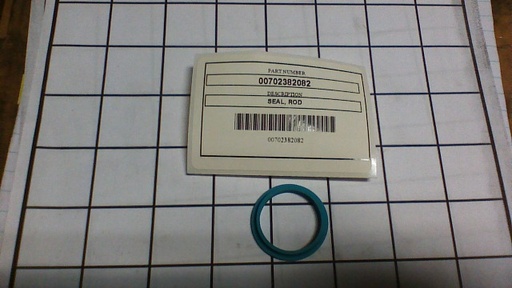 PART NUMBER
00702382082
DESCRIPTION
SEAL, ROD
00702382082